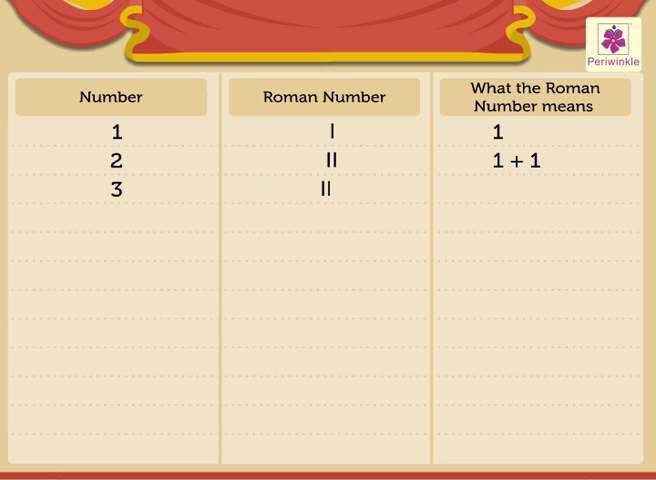 Periwinkle
Number Roman Number What the Roman
Number means
1 I 1
2 II 1 + 1
3 II